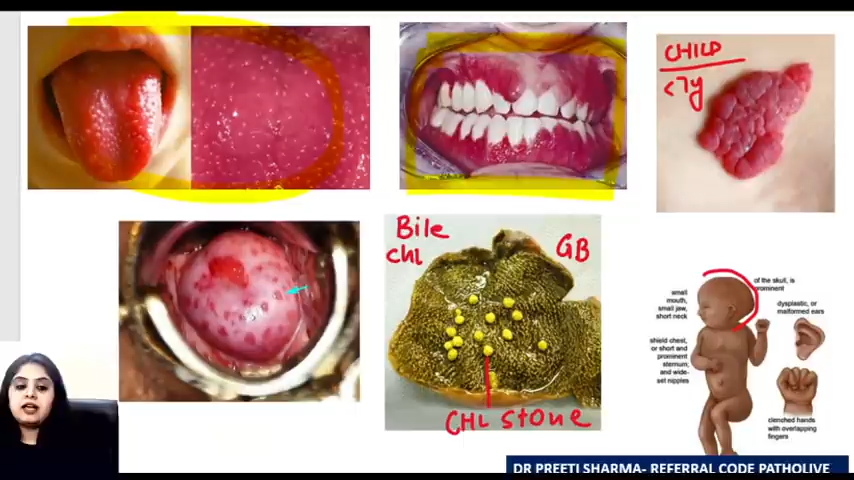 CHILD
<7y
Bile
Chl
GB
CHL Stone
small
mouth,
small jaw,
short neck
of the skull, is
prominent
dysplastic, or
malformed ears
shield chest,
or short and
prominent
sternum;
and wide-
set nipples
clenched hands
with overlapping
fingers
DR PREETI SHARMA- REFERRAL CODE PATHOLIVE